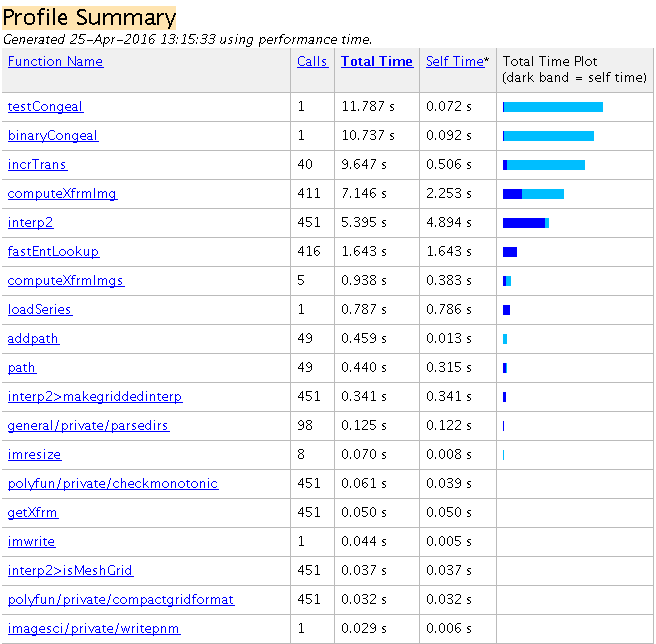 Profile Summary
Generated 25-Apr-2016 13:15:33 using performance time.
Function Name Calls Total Time Self Time* Total Time Plot
(dark band = self time)
testCongeal 1 11.787 s 0.072 s
binaryCongeal 1 10.737 s 0.092 s
incrTrans 40 9.647 s 0.506 s
computeXfrmImg 411 7.146 s 2.253 s
interp2 451 5.395 s 4.894 s
fastEntLookup 416 1.643 s 1.643 s
computeXfrmImgs 5 0.938 s 0.383 s
loadSeries 1 0.787 s 0.786 s
addpath 49 0.459 s 0.013 s
path 49 0.440 s 0.315 s
interp2>makegriddedinterp 451 0.341 s 0.341 s
general/private/parsedirs 98 0.125 s 0.122 s
imresize 8 0.070 s 0.008 s
polyfun/private/checkmonotonic 451 0.061 s 0.039 s
getXfrm 451 0.050 s 0.050 s
imwrite 1 0.044 s 0.005 s
interp2>isMeshGrid 451 0.037 s 0.037 s
polyfun/private/compactgridformat 451 0.032 s 0.032 s
imagesci/private/writepnm 1 0.029 s 0.006 s